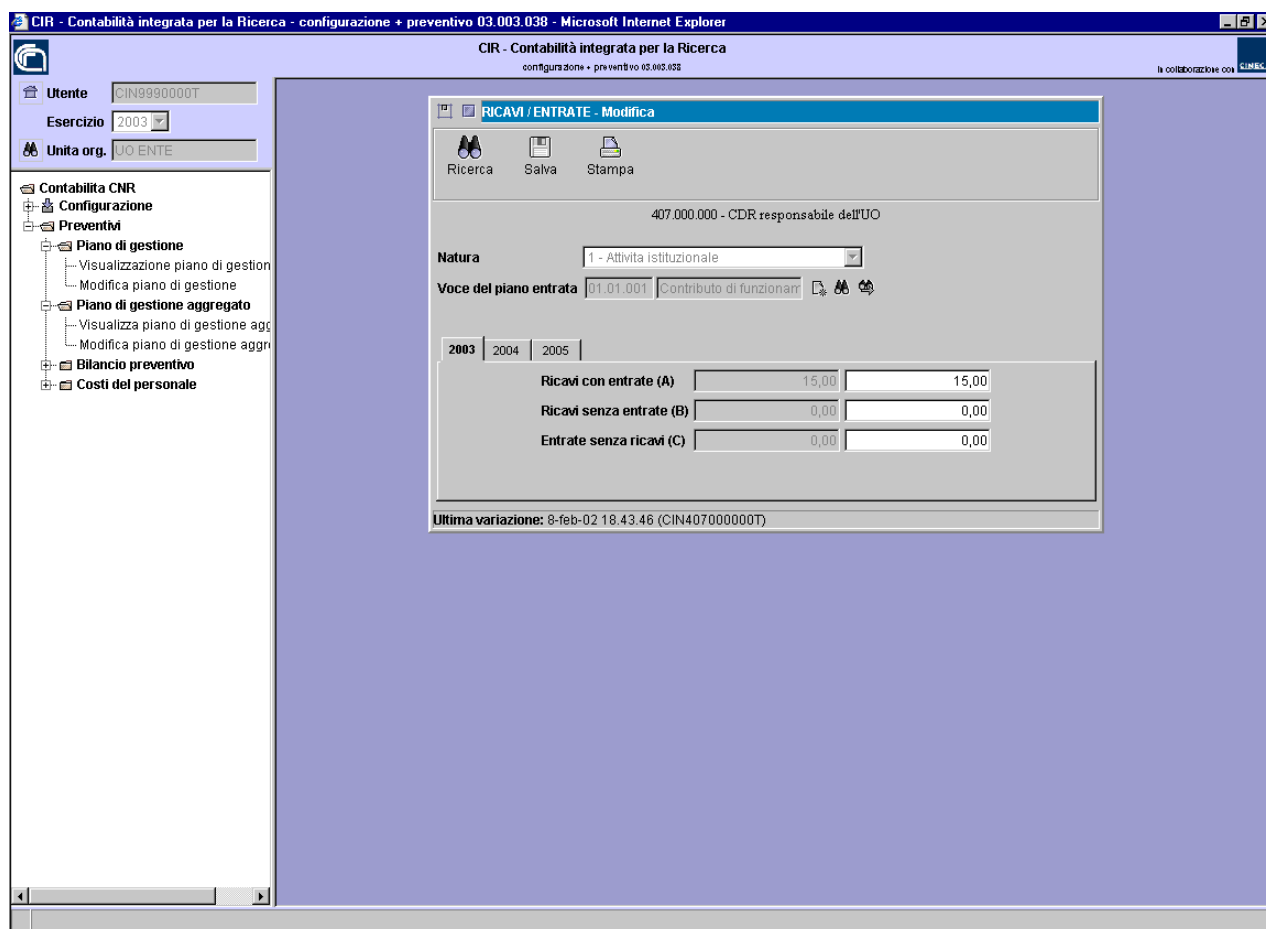 CIR - Contabilità integrata per la Ricerca - configurazione + preventivo 03.003.038 - Microsoft Internet Explorer
CIR - Contabilità integrata per la Ricerca
configurazione + preventivo 03.003.038
In collaborazione con CINEC
Utente CIN9990000T
Esercizio 2003
Unita org. UO ENTE
Contabilita CNR
Configurazione
Preventivi
Piano di gestione
Visualizzazione piano di gestion
Modifica piano di gestione
Piano di gestione aggregato
Visualizza piano di gestione agg
Modifica piano di gestione aggr
Bilancio preventivo
Costi del personale
RICAVI / ENTRATE - Modifica
Ricerca Salva Stampa
407.000.000 - CDR responsabile dell'UO
Natura 1 - Attivita istituzionale
Voce del piano entrata 01.01.001 Contributo di funzionam
2003 2004 2005
Ricavi con entrate (A) 15,00 15,00
Ricavi senza entrate (B) 0,00 0,00
Entrate senza ricavi (C) 0,00 0,00
Ultima variazione: 8-feb-02 18.43.46 (CIN407000000T)